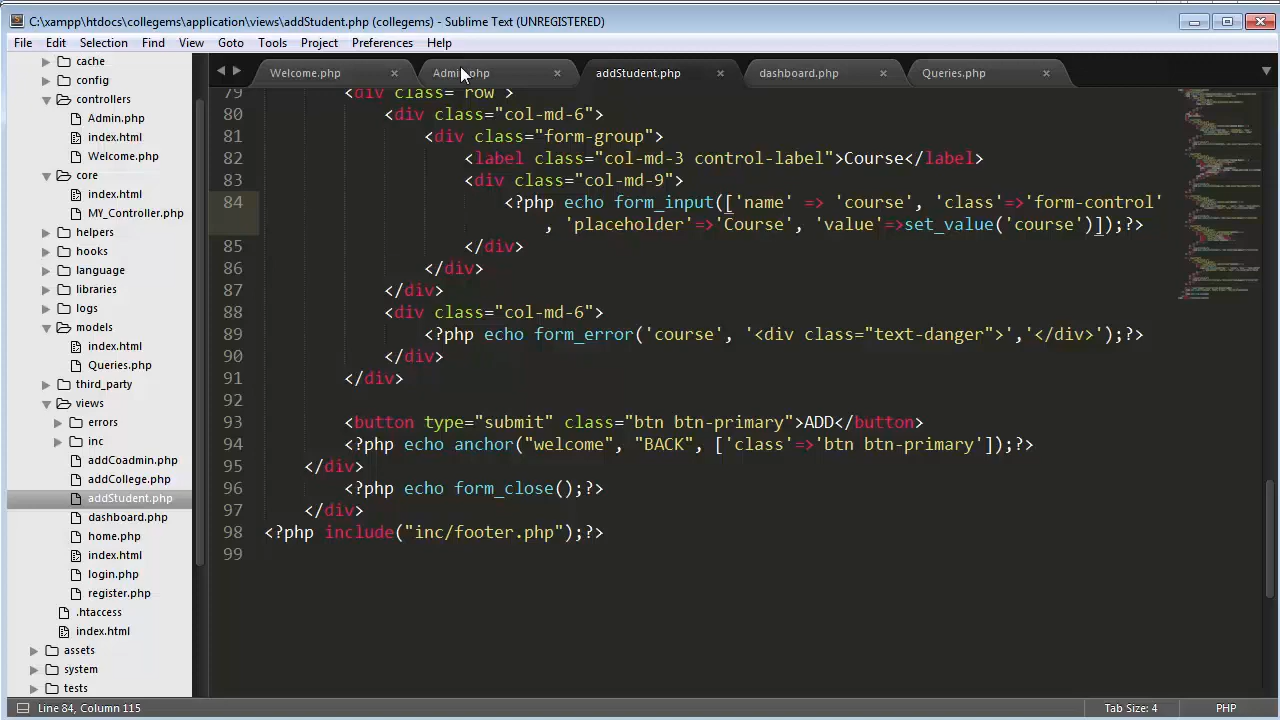 C:\xampp\htdocs\collegems\application\views\addStudent.php (collegems) - Sublime Text (UNREGISTERED)
File Edit Selection Find View Goto Tools Project Preferences Help
cache
config
controllers
Admin.php
index.html
Welcome.php
core
index.html
MY_Controller.php
helpers
hooks
language
libraries
logs
models
index.html
Queries.php
third_party
views
errors
inc
addCoadmin.php
addCollege.php
addStudent.php
dashboard.php
home.php
index.html
login.php
register.php
.htaccess
index.html
assets
system
tests
Welcome.php Admin.php addStudent.php dashboard.php Queries.php
79 <div class="row">
80 <div class="col-md-6">
81 <div class="form-group">
82 <label class="col-md-3 control-label">Course</label>
83 <div class="col-md-9">
84 <?php echo form_input(['name' => 'course', 'class'=>'form-control'
, 'placeholder'=>'Course', 'value'=>set_value('course')]);?>
85 </div>
86 </div>
87 </div>
88 <div class="col-md-6">
89 <?php echo form_error('course', '<div class="text-danger">','</div>');?>
90 </div>
91 </div>
92
93 <button type="submit" class="btn btn-primary">ADD</button>
94 <?php echo anchor("welcome", "BACK", ['class'=>'btn btn-primary']);?>
95 </div>
96 <?php echo form_close();?>
97 </div>
98 <?php include("inc/footer.php");?>
99
Line 84, Column 115 Tab Size: 4 PHP